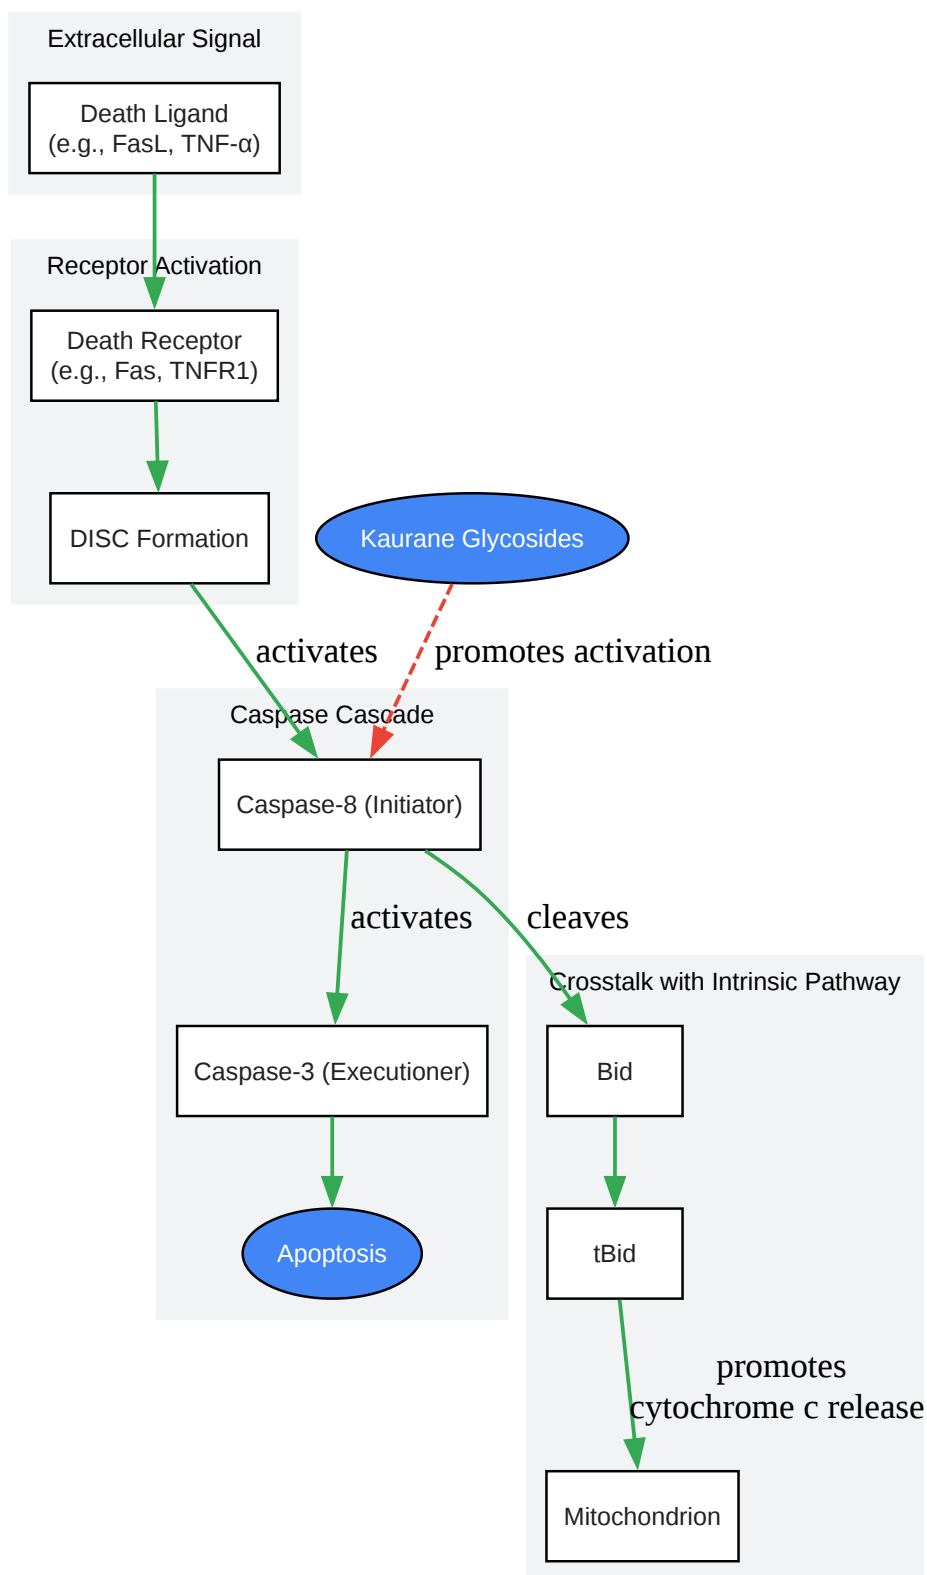 Extracellular Signal
Death Ligand
(e.g., FasL, TNF-α)
Receptor Activation
Death Receptor
(e.g., Fas, TNFR1)
DISC Formation
Kaurane Glycosides
activates
promotes activation
Caspase Cascade
Caspase-8 (Initiator)
activates
cleaves
Crosstalk with Intrinsic Pathway
Caspase-3 (Executioner)
Bid
Apoptosis
tBid
promotes
cytochrome c release
Mitochondrion